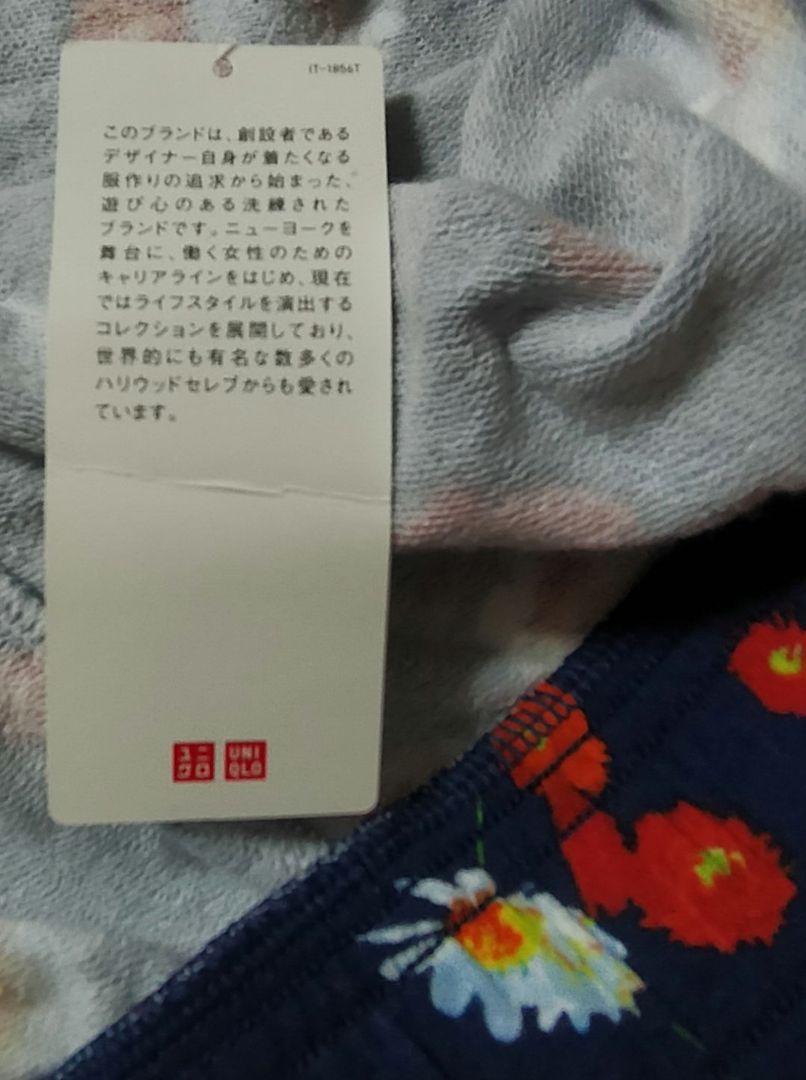 IT-1856T
このブランドは、創設者である
デザイナー自身が着たくなる
服作りの追求から始まった、
遊び心のある洗練された
ブランドです。ニューヨークを
舞台に、働く女性のための
キャリアラインをはじめ、現在
ではライフスタイルを演出する
コレクションを展開しており、
世界的にも有名な数多くの
ハリウッドセレブからも愛され
ています。
ユニ UNI
クロ QLO